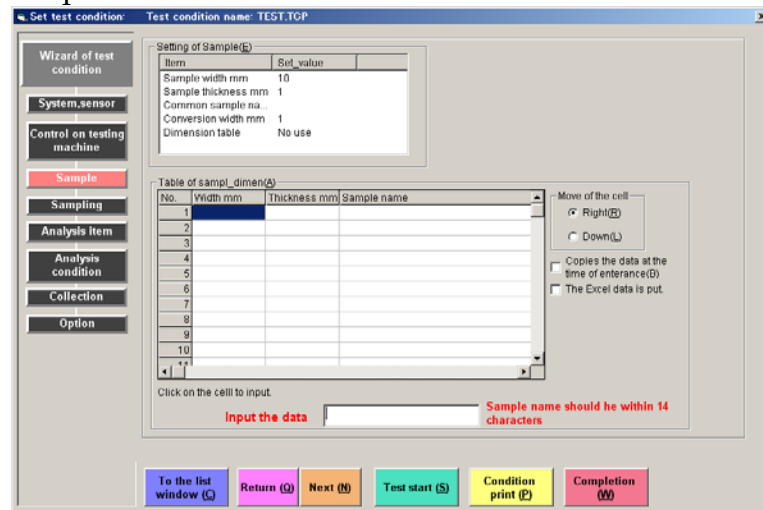 Set test condition: Test condition name: TEST.TCP
Wizard of test
condition
System,sensor
Control on testing
machine
Sample
Sampling
Analysis item
Analysis
condition
Collection
Option
Setting of Sample(E)
Item Set_value
Sample width mm 10
Sample thickness mm 1
Common sample na...
Conversion width mm 1
Dimension table No use
Table of sampl_dimen(A)
No. Width mm Thickness mm Sample name
1
2
3
4
5
6
7
8
9
10
11
Move of the cell
Right(R)
Down(L)
Copies the data at the
time of enterance(B)
The Excel data is put.
Click on the celll to input.
Input the data
Sample name should he within 14
characters
To the list
window (C)
Return (Q)
Next (N)
Test start (S)
Condition
print (P)
Completion
(W)